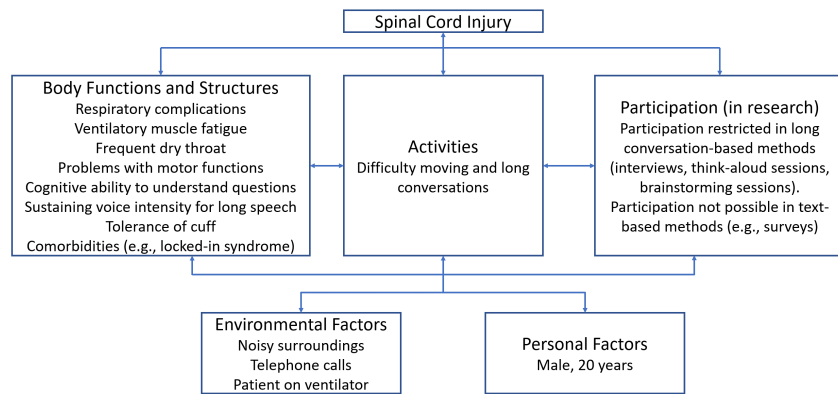 Spinal Cord Injury
Body Functions and Structures
Respiratory complications
Ventilatory muscle fatigue
Frequent dry throat
Problems with motor functions
Cognitive ability to understand questions
Sustaining voice intensity for long speech
Tolerance of cuff
Comorbidities (e.g., locked-in syndrome)
Activities
Difficulty moving and long
conversations
Participation (in research)
Participation restricted in long
conversation-based methods
(interviews, think-aloud sessions,
brainstorming sessions).
Participation not possible in text-
based methods (e.g., surveys)
Environmental Factors
Noisy surroundings
Telephone calls
Patient on ventilator
Personal Factors
Male, 20 years